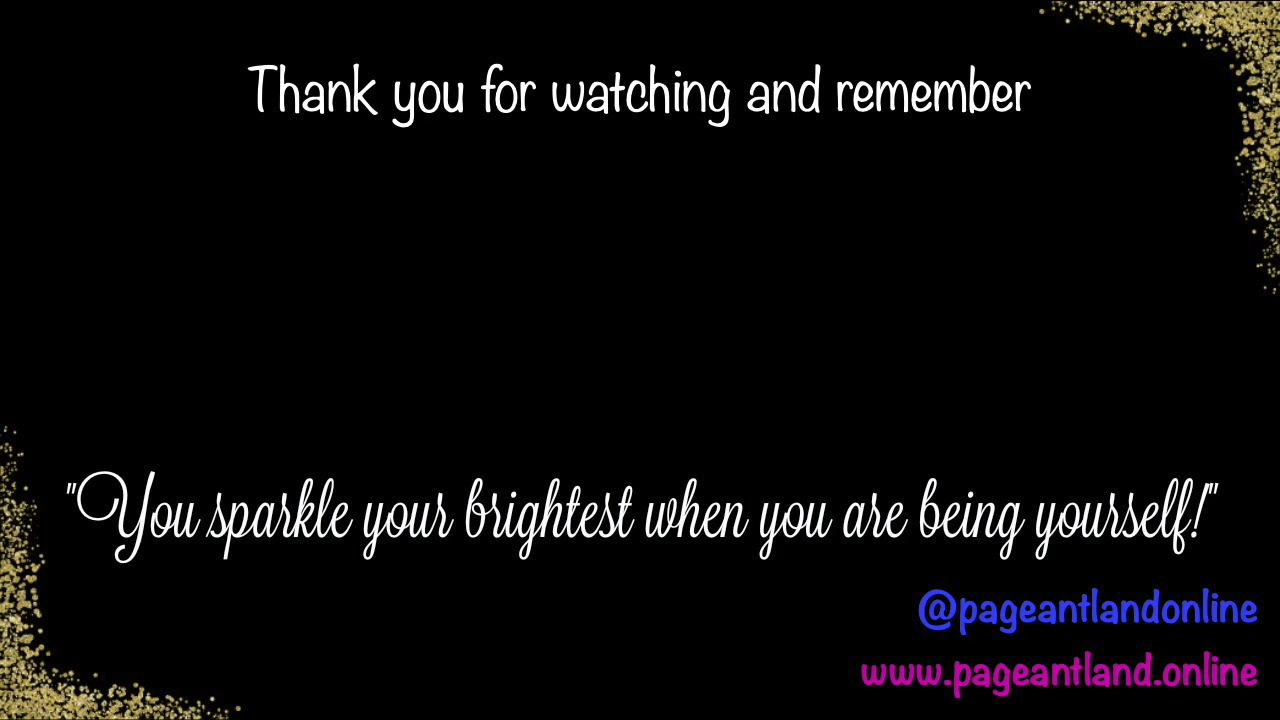 Thank you for watching and remember
"You sparkle your brightest when you are being yourself!"
@pageantlandonline
www.pageantland.online